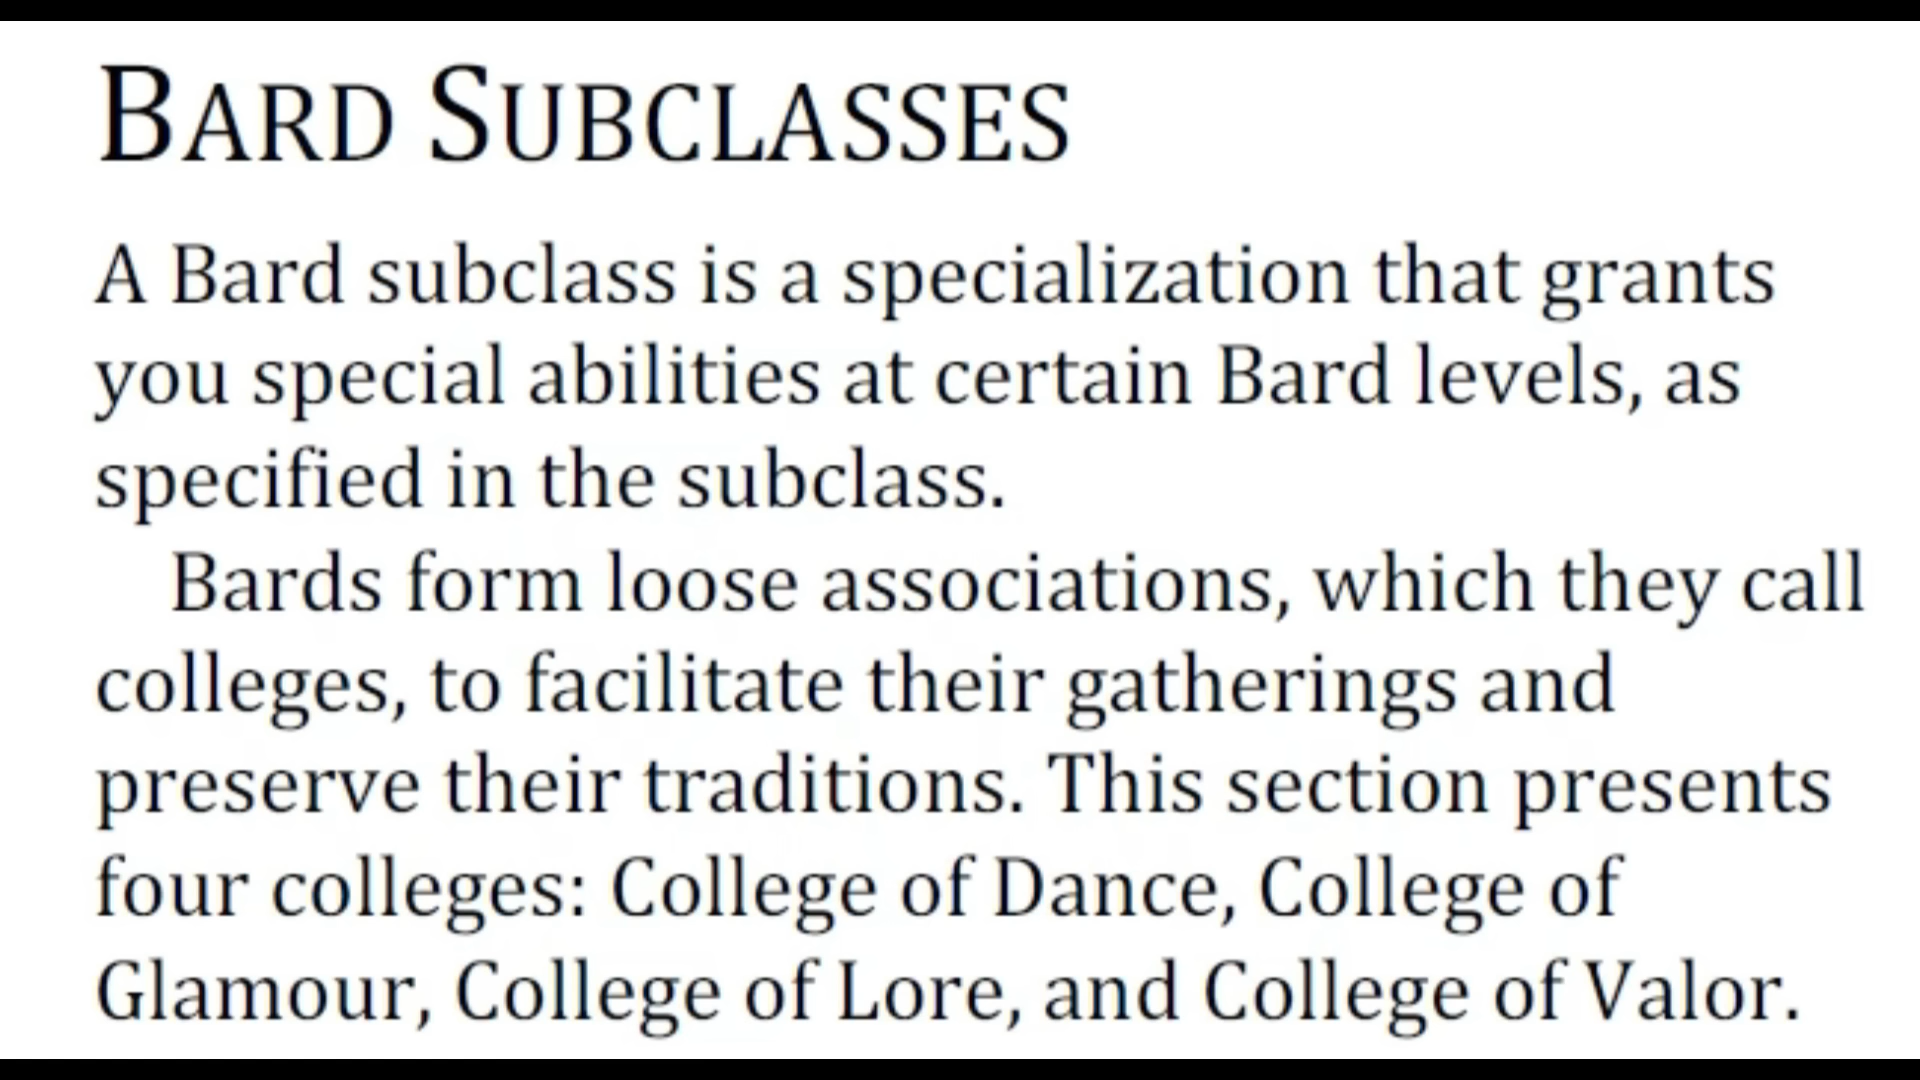 BARD SUBCLASSES
A Bard subclass is a specialization that grants
you special abilities at certain Bard levels, as
specified in the subclass.
Bards form loose associations, which they call
colleges, to facilitate their gatherings and
preserve their traditions. This section presents
four colleges: College of Dance, College of
Glamour, College of Lore, and College of Valor.